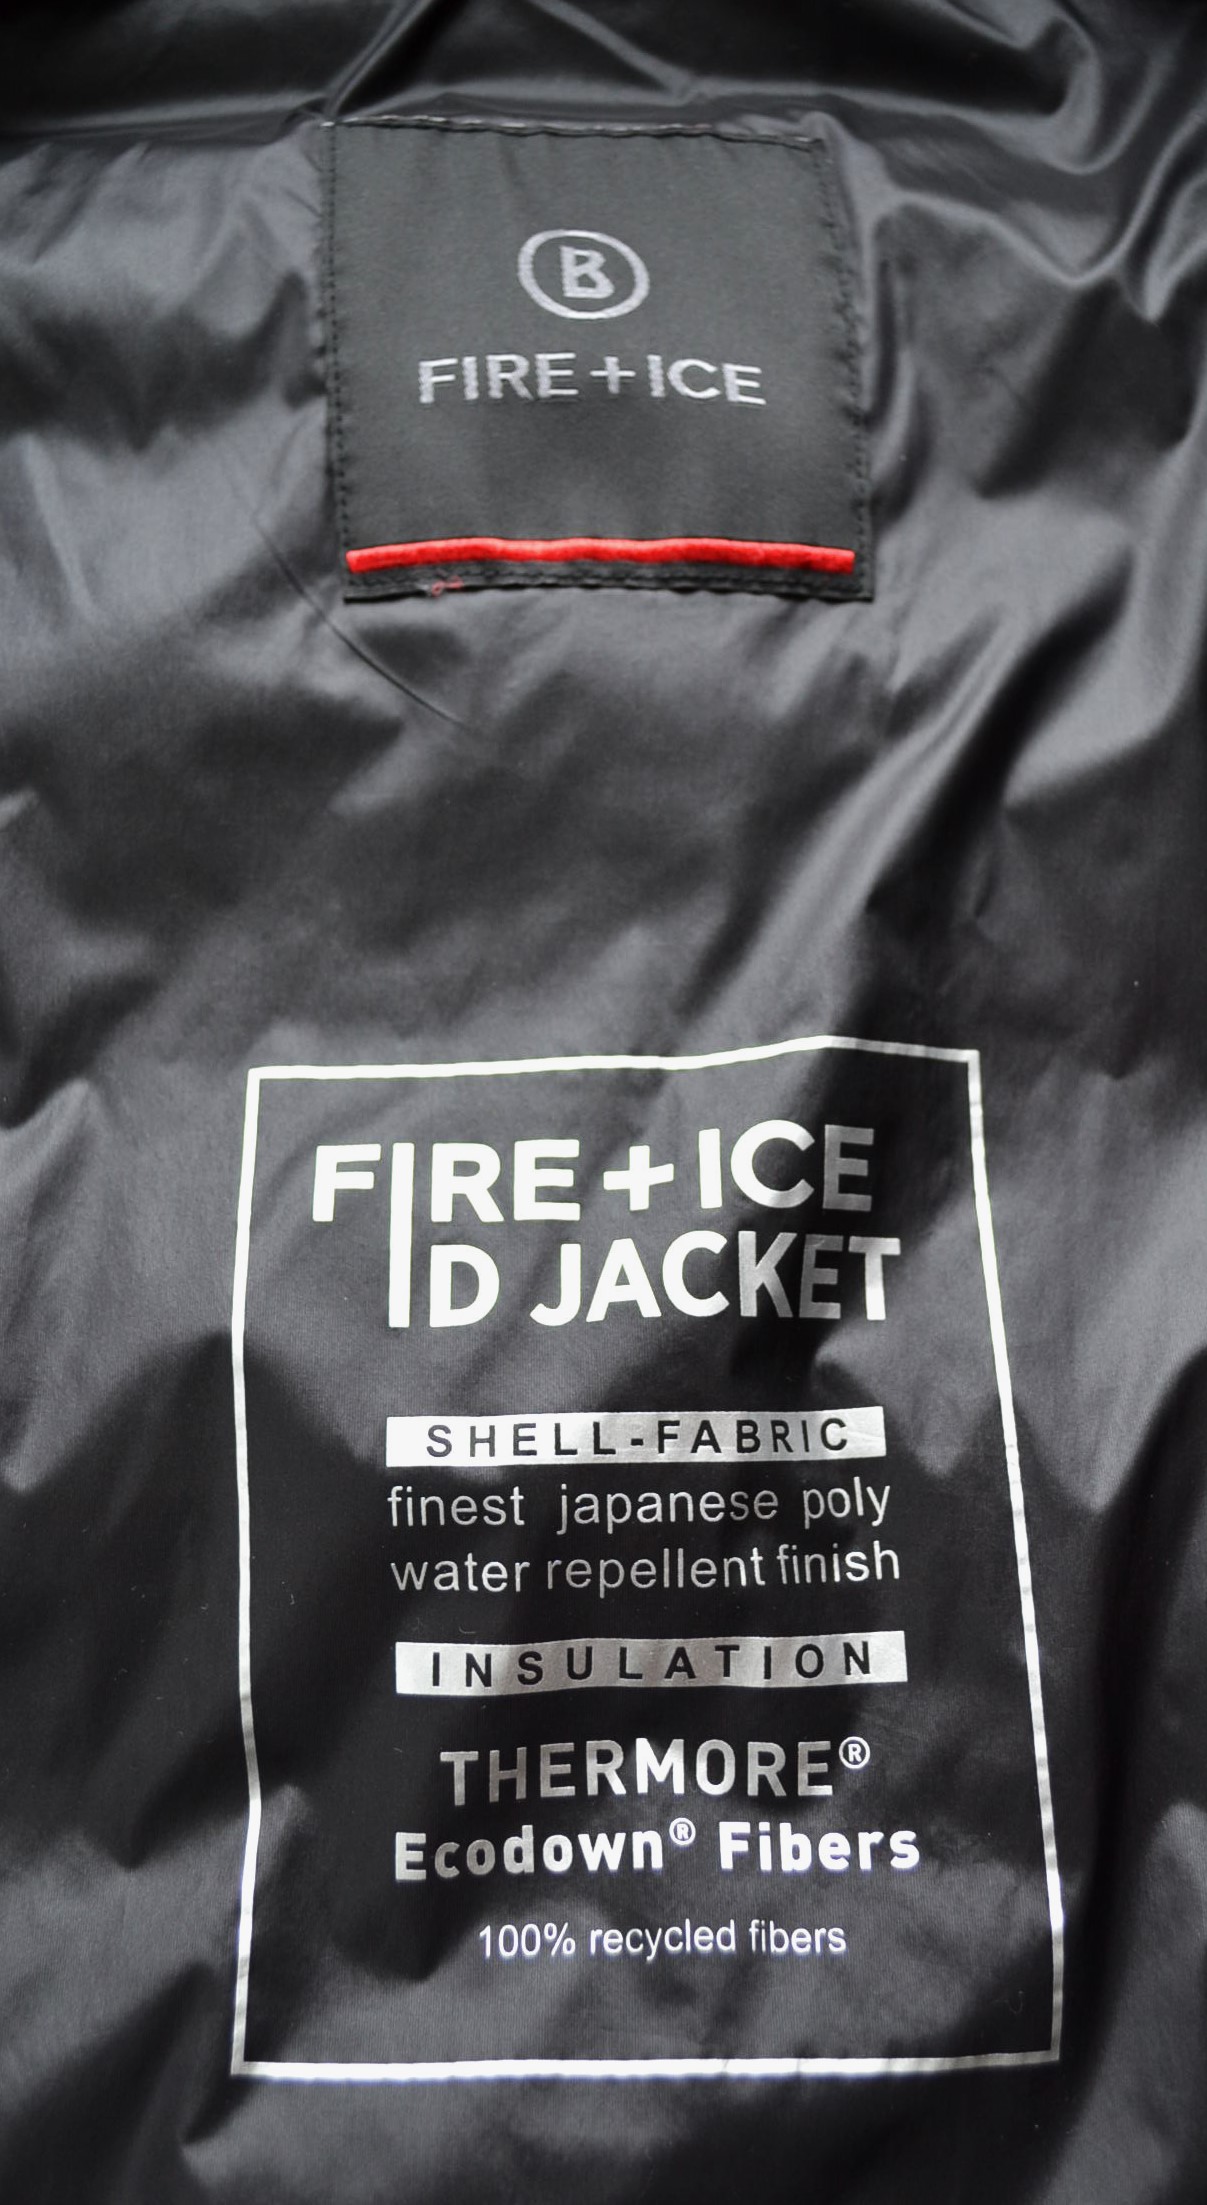 B
FIRE+ICE
FIRE+ICE
ID JACKET
SHELL-FABRIC
finest japanese poly
water repellent finish
INSULATION
THERMORE®
Ecodown® Fibers
100% recycled fibers